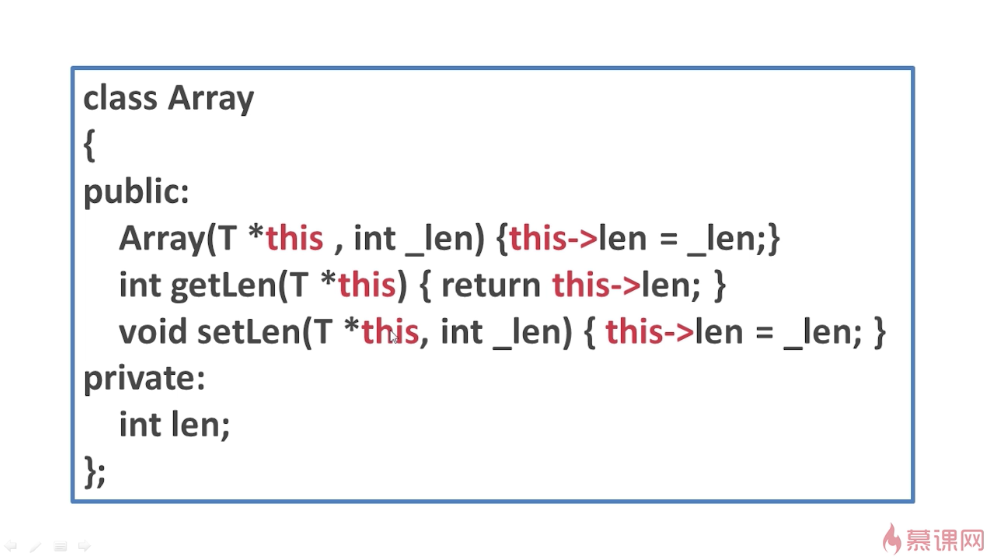 class Array
{
public:
Array(T *this , int _len) {this->len = _len;}
int getLen(T *this) { return this->len; }
void setLen(T *this, int _len) { this->len = _len; }
private:
int len;
};
慕课网